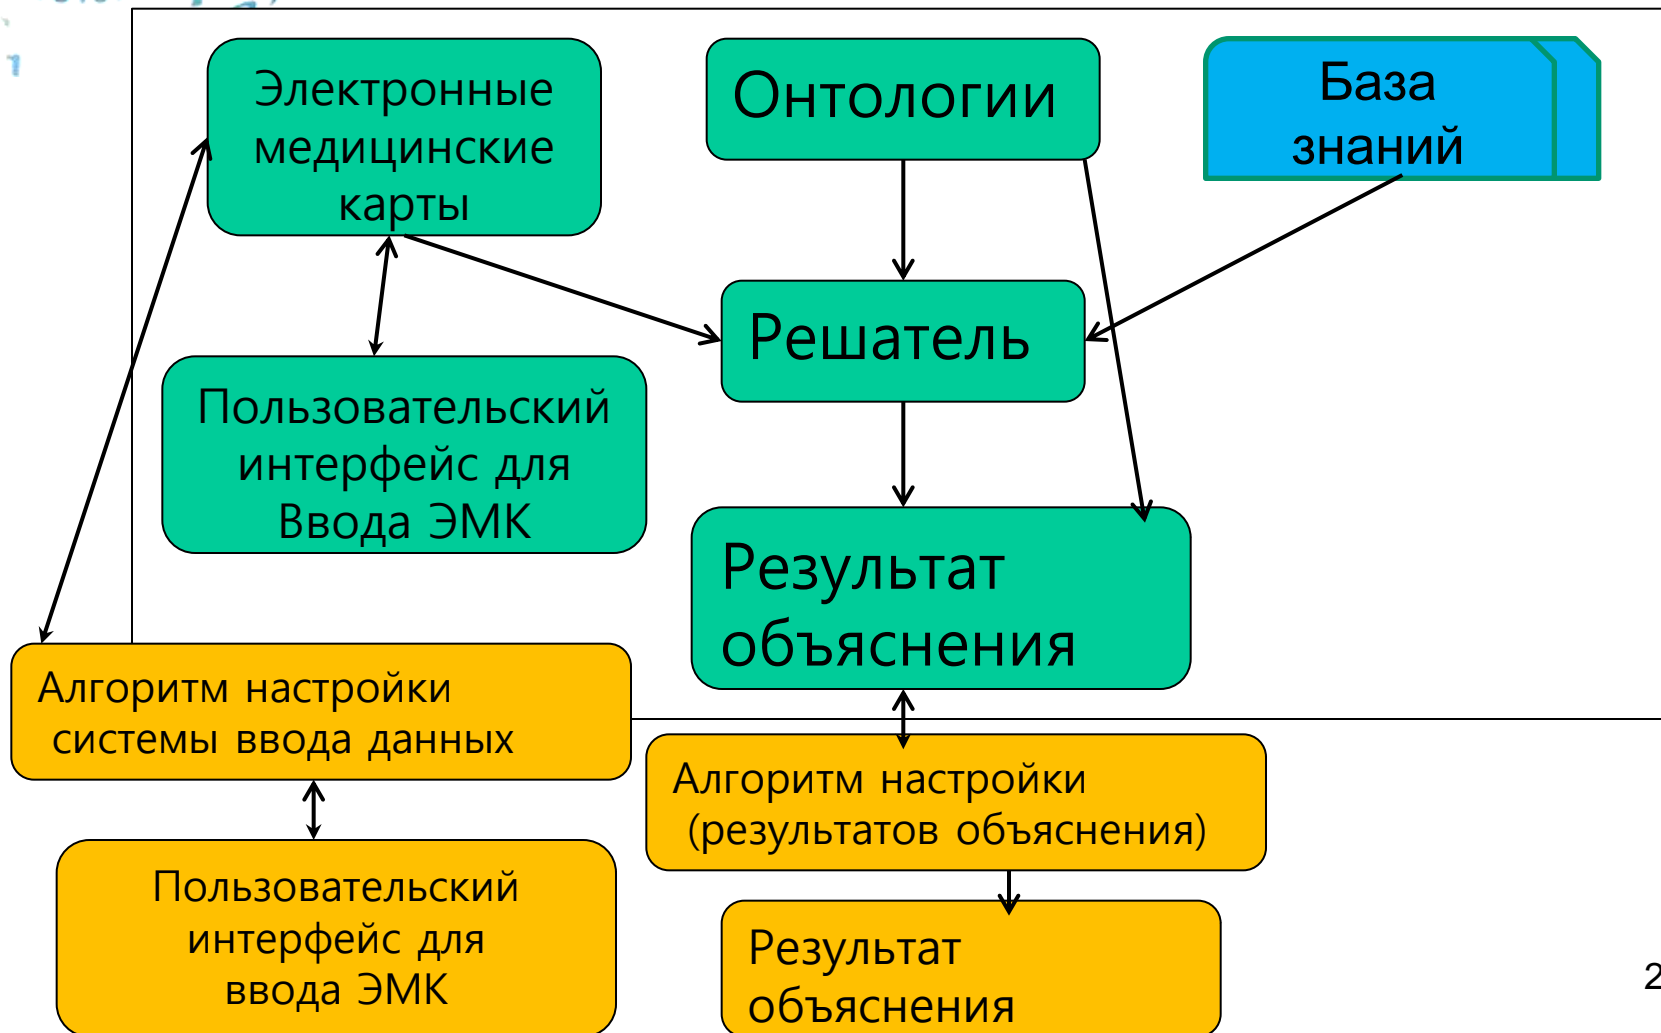 Электронные
медицинские
карты
Онтологии
База
знаний
Решатель
Пользовательский
интерфейс для
Ввода ЭМК
Результат
объяснения
Алгоритм настройки
системы ввода данных
Алгоритм настройки
(результатов объяснения)
Пользовательский
интерфейс для
ввода ЭМК
Результат
объяснения
2